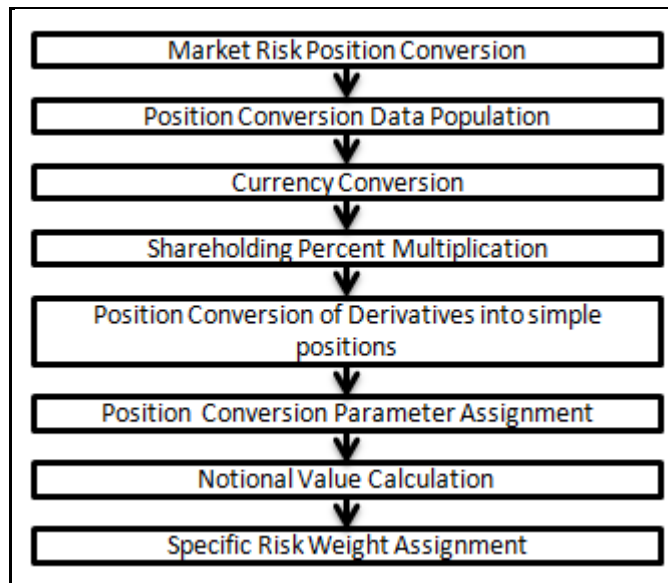 Market Risk Position Conversion
Position Conversion Data Population
Currency Conversion
Shareholding Percent Multiplication
Position Conversion of Derivatives into simple
positions
Position Conversion Parameter Assignment
Notional Value Calculation
Specific Risk Weight Assignment